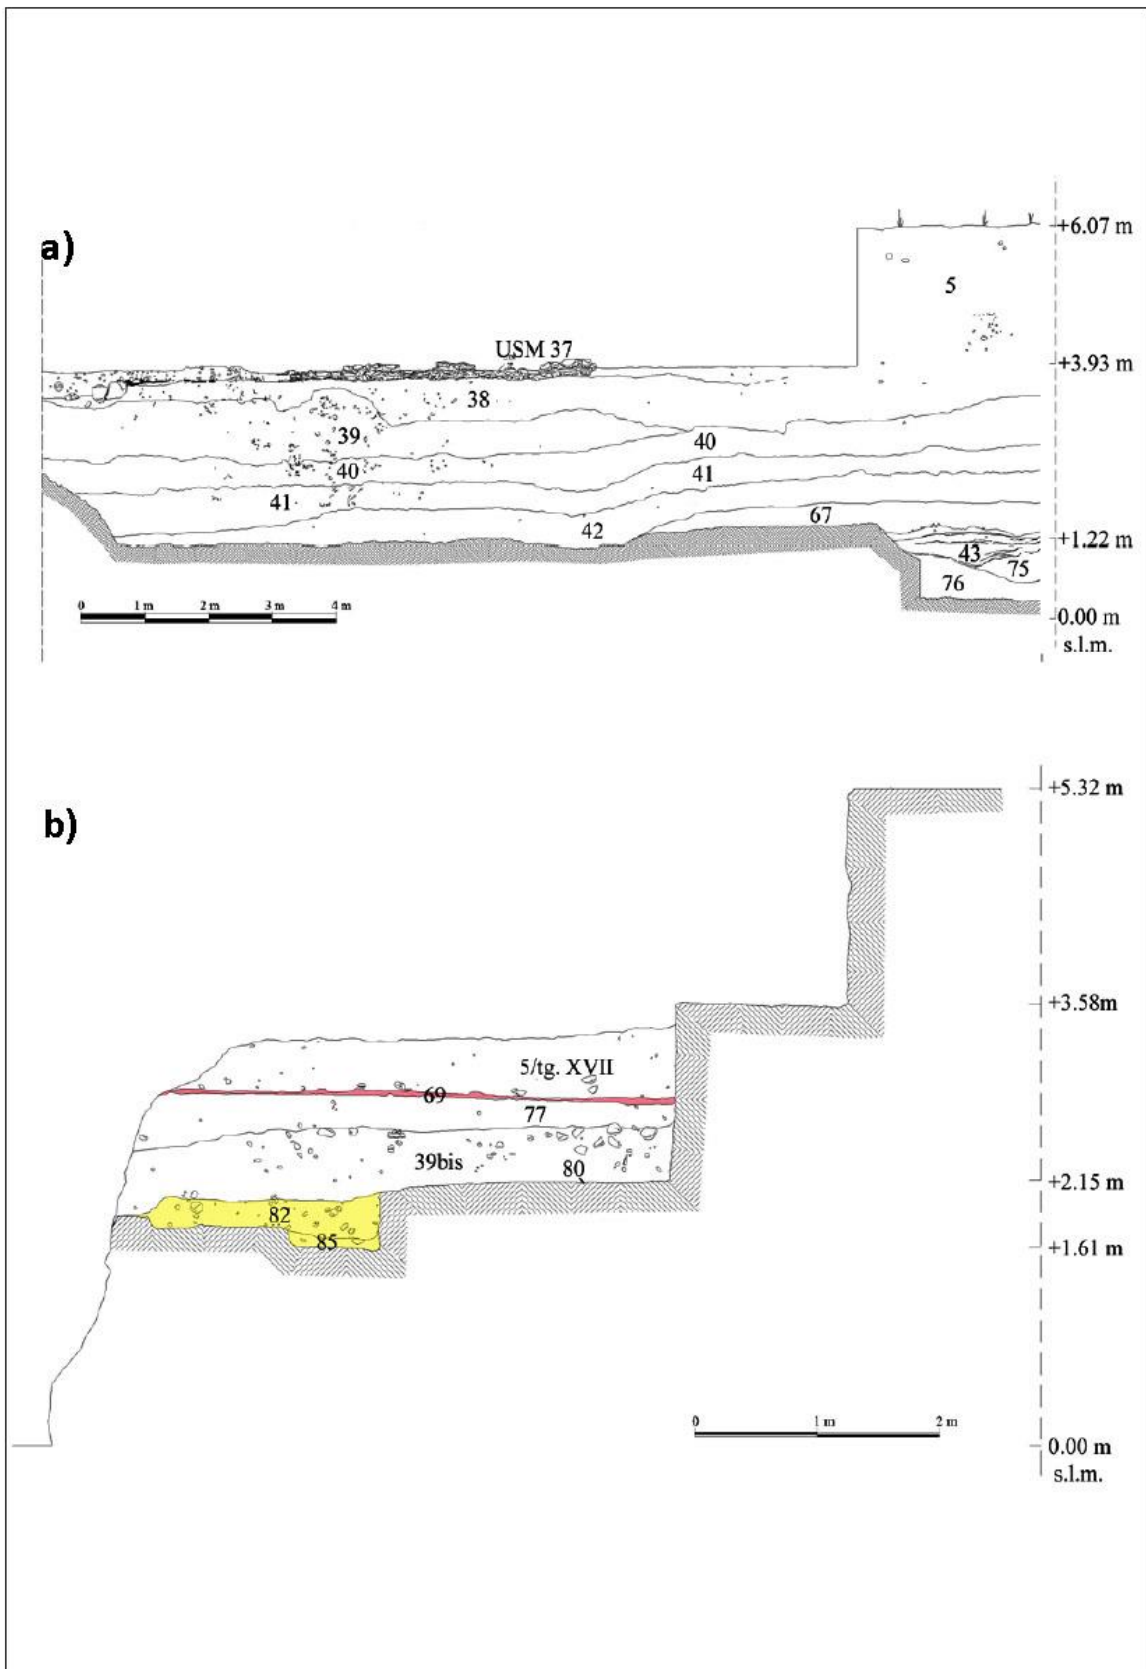 a)
+6.07 m
5
USM 37
+3.93 m
38
39
40
40
41
41
42
67
+1.22 m
43
75
76
0 1 m 2 m 3 m 4 m
0.00 m
s.l.m.
b)
+5.32 m
+3.58m
5/tg. XVII
69
77
39bis
80
+2.15 m
82
85
+1.61 m
0 1 m 2 m
0.00 m
s.l.m.